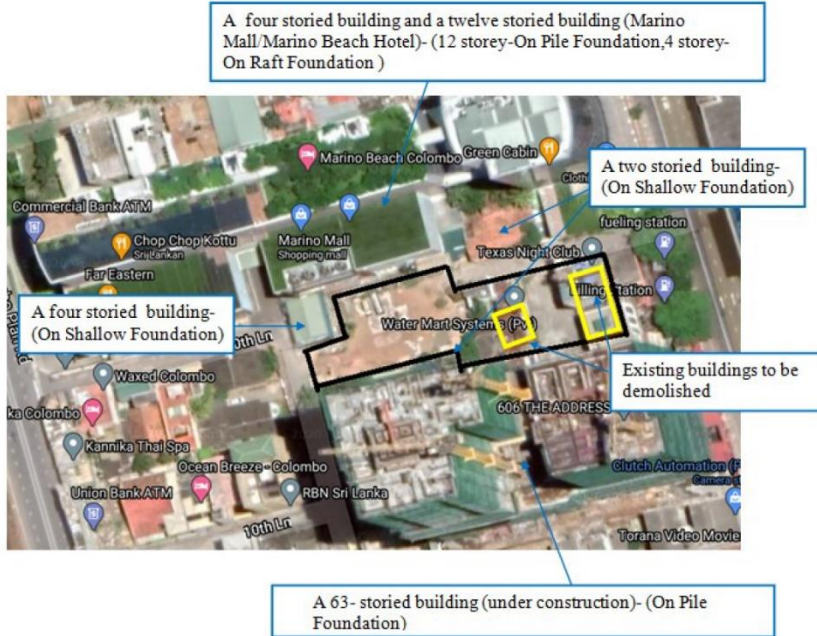 A four storied building and a twelve storied building (Marino
Mall/Marino Beach Hotel)- (12 storey-On Pile Foundation,4 storey-
On Raft Foundation )
Green Cabin
Marino Beach Colombo
A two storied building-
(On Shallow Foundation)
Commercial Bank ATM
fueling station
Marino Mall
Shopping mall
Chop Chop Kottu
Sri Lankan
Texas Night Club
Far Eastern
A four storied building-
(On Shallow Foundation)
Water Mart Systems
Existing buildings to be
demolished
Waxed Colombo
606 THE ADDRESS
Colombo
Kannika Thai Spa
Ocean Breeze - Colombo
Clutch Automation
RBN Sri Lanka
Union Bank ATM
10th Ln
Torana Video Movie
A 63- storied building (under construction)- (On Pile
Foundation)